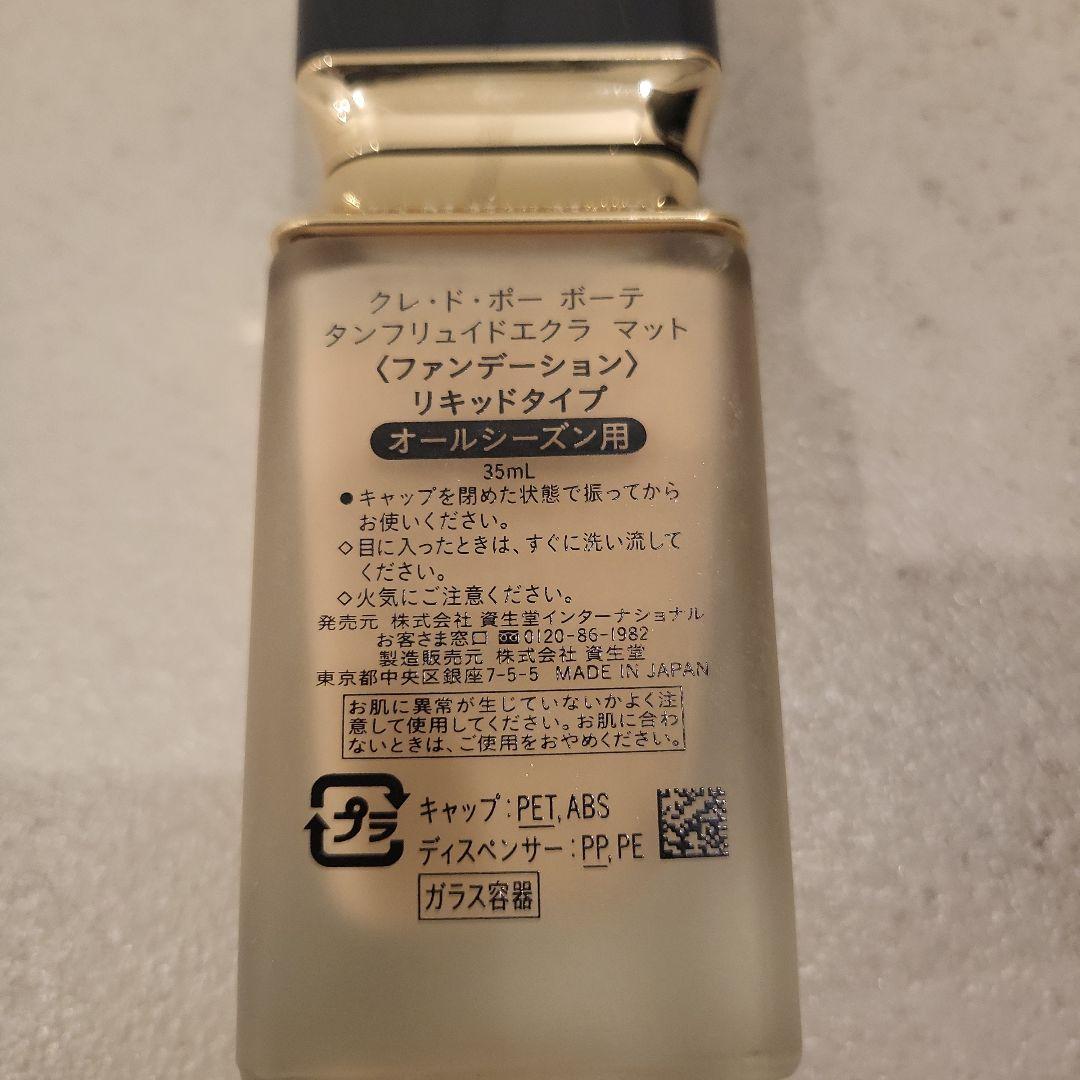 クレ・ド・ポー ボーテ
タンフリュイドエクラ マット
〈ファンデーション〉
リキッドタイプ
オールシーズン用
35mL
●キャップを閉めた状態で振ってから
お使いください。
◇目に入ったときは、すぐに洗い流して
ください。
◇火気にご注意ください。
発売元 株式会社 資生堂インターナショナル
お客さま窓口 0120-86-1982
製造販売元 株式会社 資生堂
東京都中央区銀座7-5-5 MADE IN JAPAN
お肌に異常が生じていないかよく注
意して使用してください。お肌に合わ
ないときは、ご使用をおやめください。
プラ
キャップ:PET, ABS
ディスペンサー:PP, PE
ガラス容器